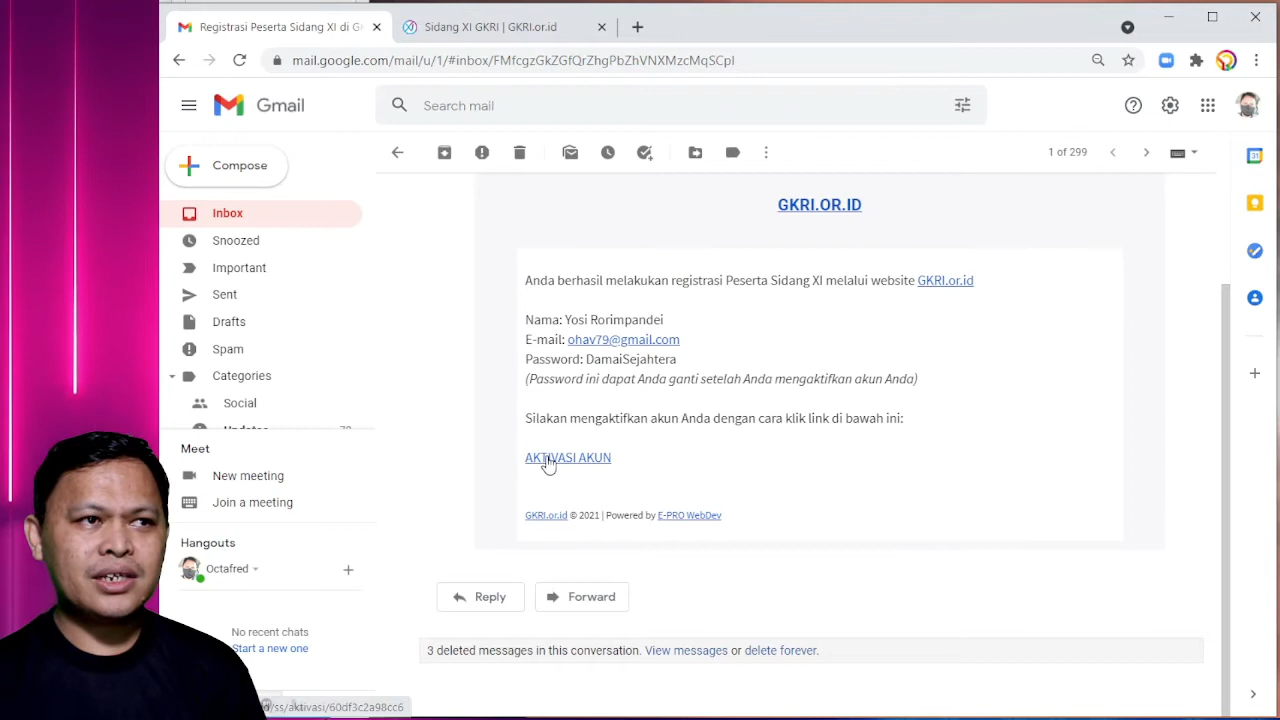 Registrasi Peserta Sidang XI di G
Sidang XI GKRI | GKRI.or.id
mail.google.com/mail/u/1/#inbox/FMfcgzGkZGfQrZhgPbZhVNXMzcMqSCpI
Gmail
Search mail
Compose
1 of 299
Inbox
Snoozed
Important
Sent
Drafts
Spam
Categories
Social
Updates
GKRI.OR.ID
Anda berhasil melakukan registrasi Peserta Sidang XI melalui website GKRI.or.id
Nama: Yosi Rorimpandei
E-mail: ohav79@gmail.com
Password: DamaiSejahtera
(Password ini dapat Anda ganti setelah Anda mengaktifkan akun Anda)
Silakan mengaktifkan akun Anda dengan cara klik link di bawah ini:
AKTIVASI AKUN
GKRI.or.id © 2021 | Powered by E-PRO WebDev
Meet
New meeting
Join a meeting
Hangouts
Octafred
No recent chats
Start a new one
Reply
Forward
3 deleted messages in this conversation. View messages or delete forever.
/ss/aktivasi/60df3c2a98cc6